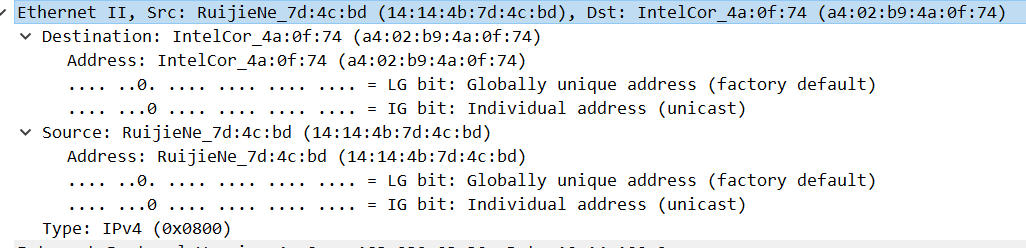 Ethernet II, Src: RuijieNe_7d:4c:bd (14:14:4b:7d:4c:bd), Dst: IntelCor_4a:0f:74 (a4:02:b9:4a:0f:74)
Destination: IntelCor_4a:0f:74 (a4:02:b9:4a:0f:74)
Address: IntelCor_4a:0f:74 (a4:02:b9:4a:0f:74)
.... ..0. .... .... .... .... = LG bit: Globally unique address (factory default)
.... ...0 .... .... .... .... = IG bit: Individual address (unicast)
Source: RuijieNe_7d:4c:bd (14:14:4b:7d:4c:bd)
Address: RuijieNe_7d:4c:bd (14:14:4b:7d:4c:bd)
.... ..0. .... .... .... .... = LG bit: Globally unique address (factory default)
.... ...0 .... .... .... .... = IG bit: Individual address (unicast)
Type: IPv4 (0x0800)